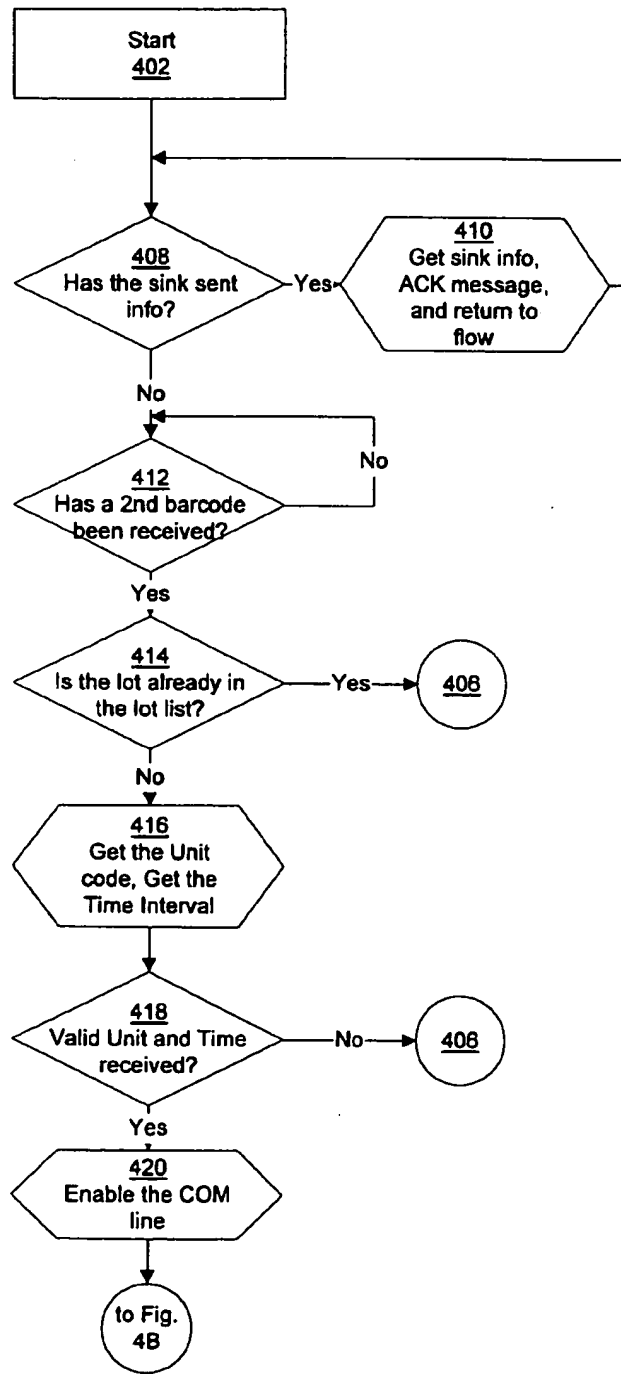 Start
402
408
Has the sink sent
info?
Yes
410
Get sink info,
ACK message,
and return to
flow
No
412
Has a 2nd barcode
been received?
No
Yes
414
Is the lot already in
the lot list?
Yes
406
No
416
Get the Unit
code, Get the
Time Interval
418
Valid Unit and Time
received?
No
406
Yes
420
Enable the COM
line
to Fig.
4B